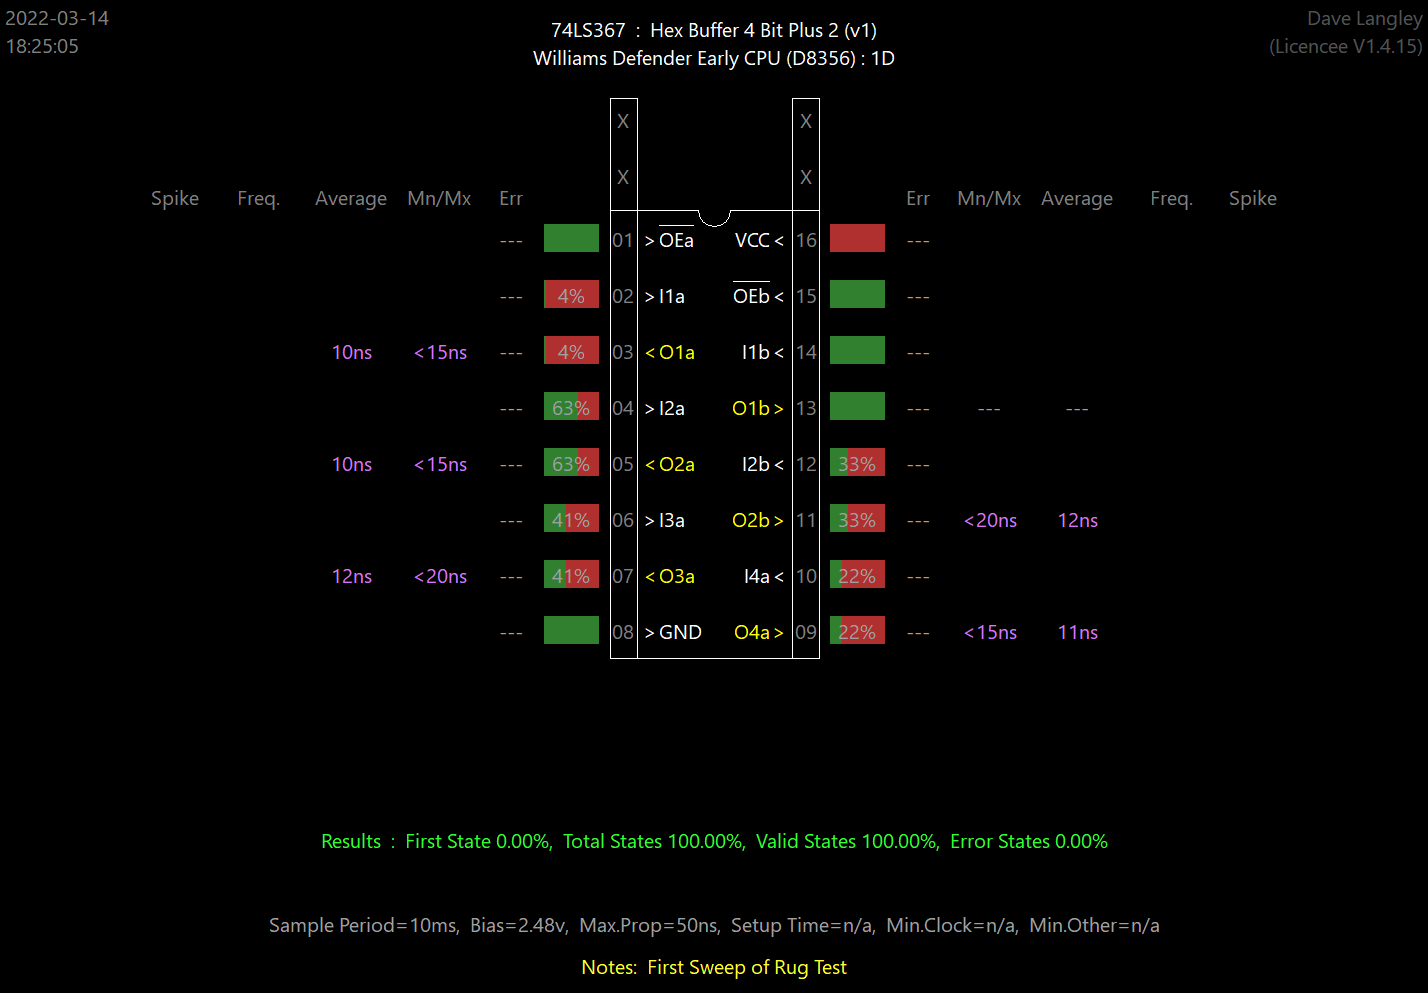 2022-03-14
18:25:05
74LS367 : Hex Buffer 4 Bit Plus 2 (v1)
Williams Defender Early CPU (D8356) : 1D
Dave Langley
(Licencee V1.4.15)
X X
X X
Spike Freq. Average Mn/Mx Err Err Mn/Mx Average Freq. Spike
--- 01 >OEa VCC< 16 ---
--- 4% 02 >I1a OEb< 15 ---
10ns <15ns --- 4% 03 <O1a I1b< 14 ---
--- 63% 04 >I2a O1b> 13 --- --- ---
10ns <15ns --- 63% 05 <O2a I2b< 12 33% ---
--- 41% 06 >I3a O2b> 11 33% --- <20ns 12ns
12ns <20ns --- 41% 07 <O3a I4a< 10 22% ---
--- 08 >GND O4a> 09 22% --- <15ns 11ns
Results : First State 0.00%, Total States 100.00%, Valid States 100.00%, Error States 0.00%
Sample Period=10ms, Bias=2.48v, Max.Prop=50ns, Setup Time=n/a, Min.Clock=n/a, Min.Other=n/a
Notes: First Sweep of Rug Test